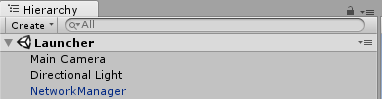 Hierarchy
Create All
Launcher
Main Camera
Directional Light
NetworkManager